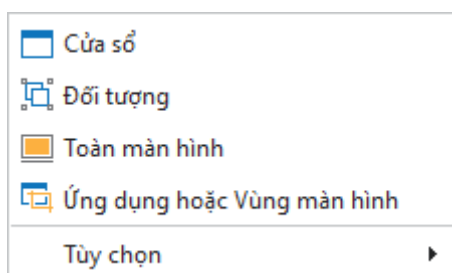 Cửa sổ
Đối tượng
Toàn màn hình
Ứng dụng hoặc Vùng màn hình
Tùy chọn